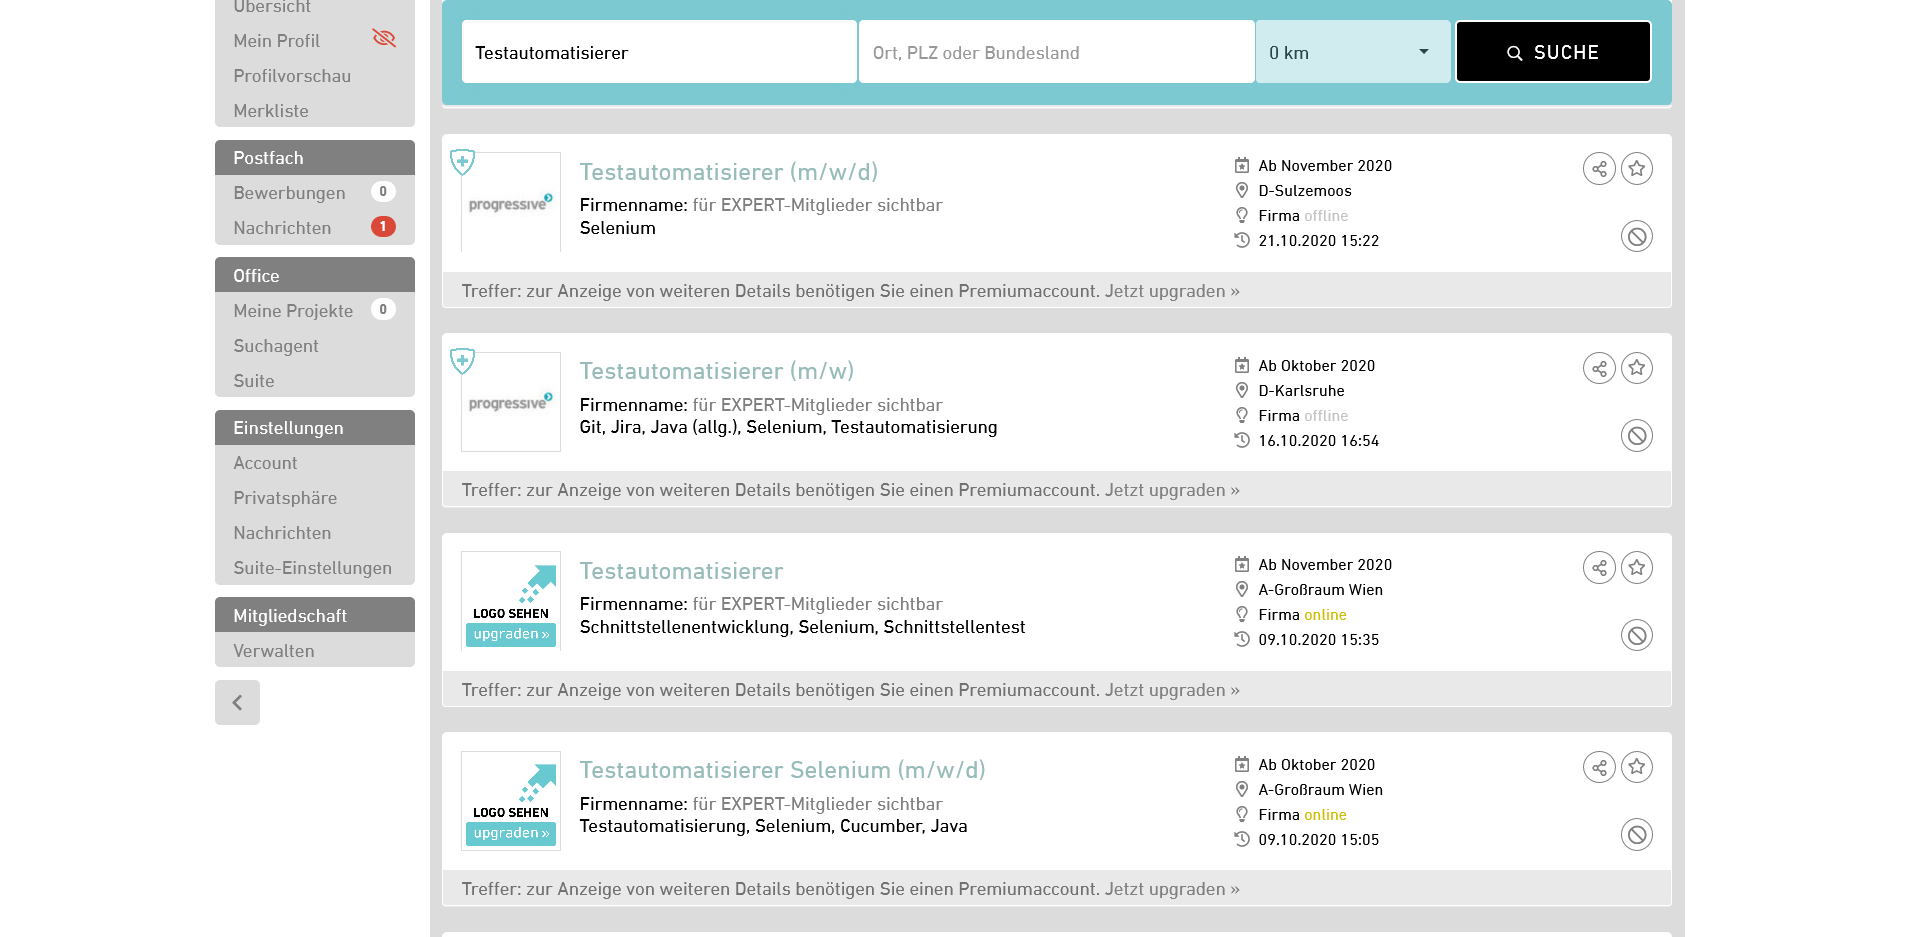 Übersicht
Mein Profil
Profilvorschau
Merkliste
Postfach
Bewerbungen 0
Nachrichten 1
Office
Meine Projekte 0
Suchagent
Suite
Einstellungen
Account
Privatsphäre
Nachrichten
Suite-Einstellungen
Mitgliedschaft
Verwalten
Testautomatisierer
Ort, PLZ oder Bundesland
0 km
SUCHE
progressive
Testautomatisierer (m/w/d)
Firmenname: für EXPERT-Mitglieder sichtbar
Selenium
Ab November 2020
D-Sulzemoos
Firma offline
21.10.2020 15:22
Treffer: zur Anzeige von weiteren Details benötigen Sie einen Premiumaccount. Jetzt upgraden »
progressive
Testautomatisierer (m/w)
Firmenname: für EXPERT-Mitglieder sichtbar
Git, Jira, Java (allg.), Selenium, Testautomatisierung
Ab Oktober 2020
D-Karlsruhe
Firma offline
16.10.2020 16:54
Treffer: zur Anzeige von weiteren Details benötigen Sie einen Premiumaccount. Jetzt upgraden »
LOGO SEHEN
upgraden »
Testautomatisierer
Firmenname: für EXPERT-Mitglieder sichtbar
Schnittstellenentwicklung, Selenium, Schnittstellentest
Ab November 2020
A-Großraum Wien
Firma online
09.10.2020 15:35
Treffer: zur Anzeige von weiteren Details benötigen Sie einen Premiumaccount. Jetzt upgraden »
LOGO SEHEN
upgraden »
Testautomatisierer Selenium (m/w/d)
Firmenname: für EXPERT-Mitglieder sichtbar
Testautomatisierung, Selenium, Cucumber, Java
Ab Oktober 2020
A-Großraum Wien
Firma online
09.10.2020 15:05
Treffer: zur Anzeige von weiteren Details benötigen Sie einen Premiumaccount. Jetzt upgraden »